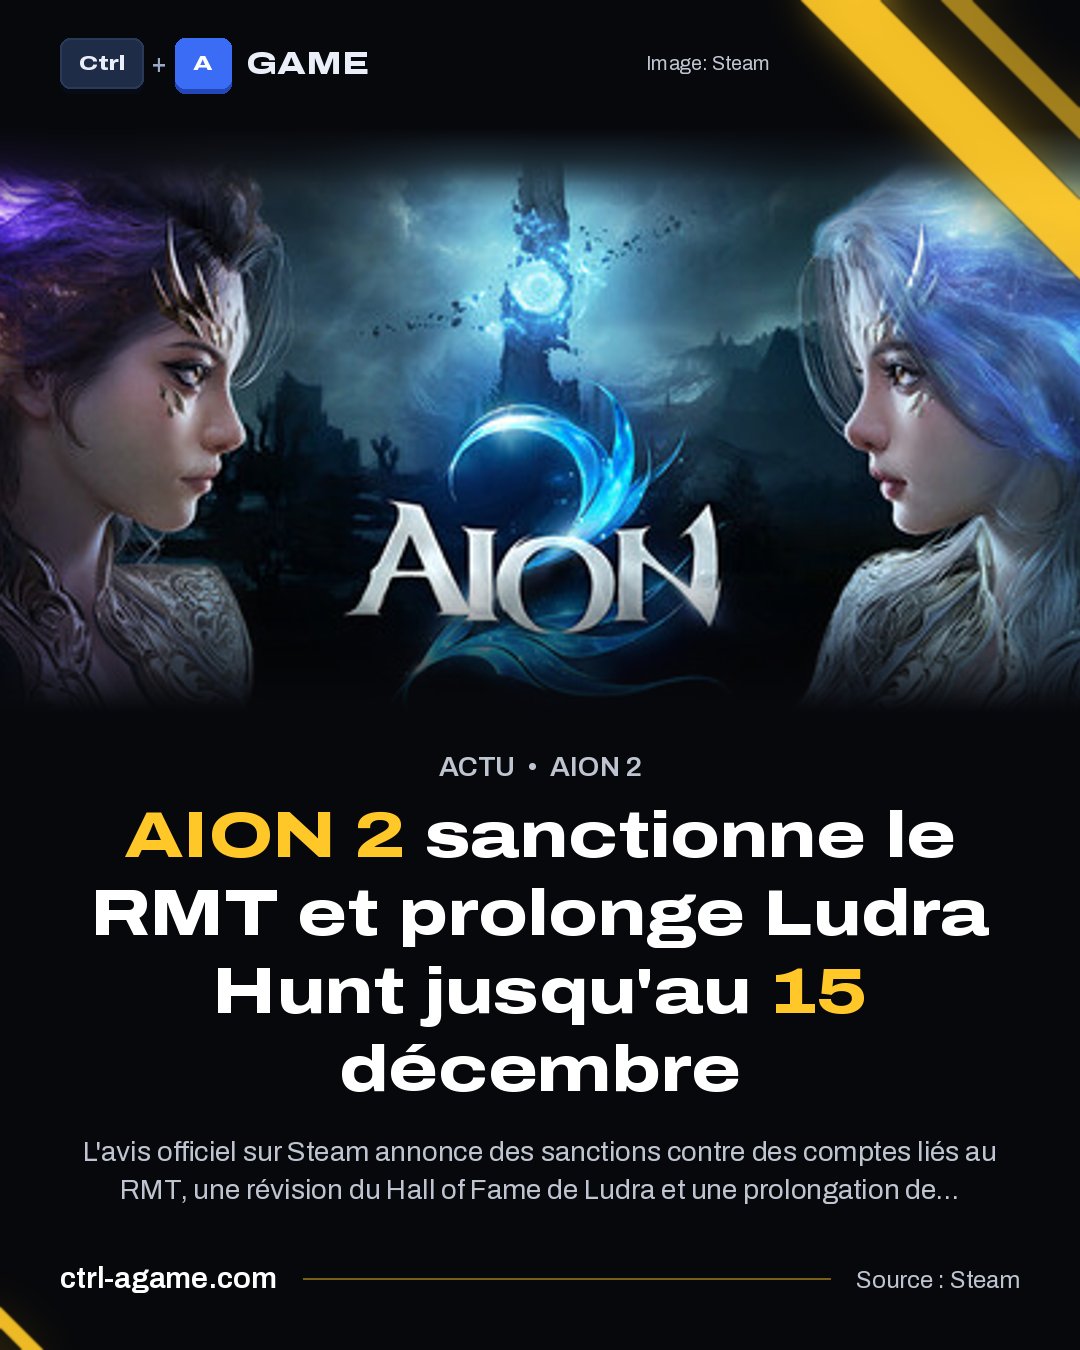 Ctrl + A GAME
Image: Steam
AION 2
ACTU • AION 2
AION 2 sanctionne le
RMT et prolonge Ludra
Hunt jusqu'au 15
décembre
L'avis officiel sur Steam annonce des sanctions contre des comptes liés au
RMT, une révision du Hall of Fame de Ludra et une prolongation de...
ctrl-agame.com
Source : Steam